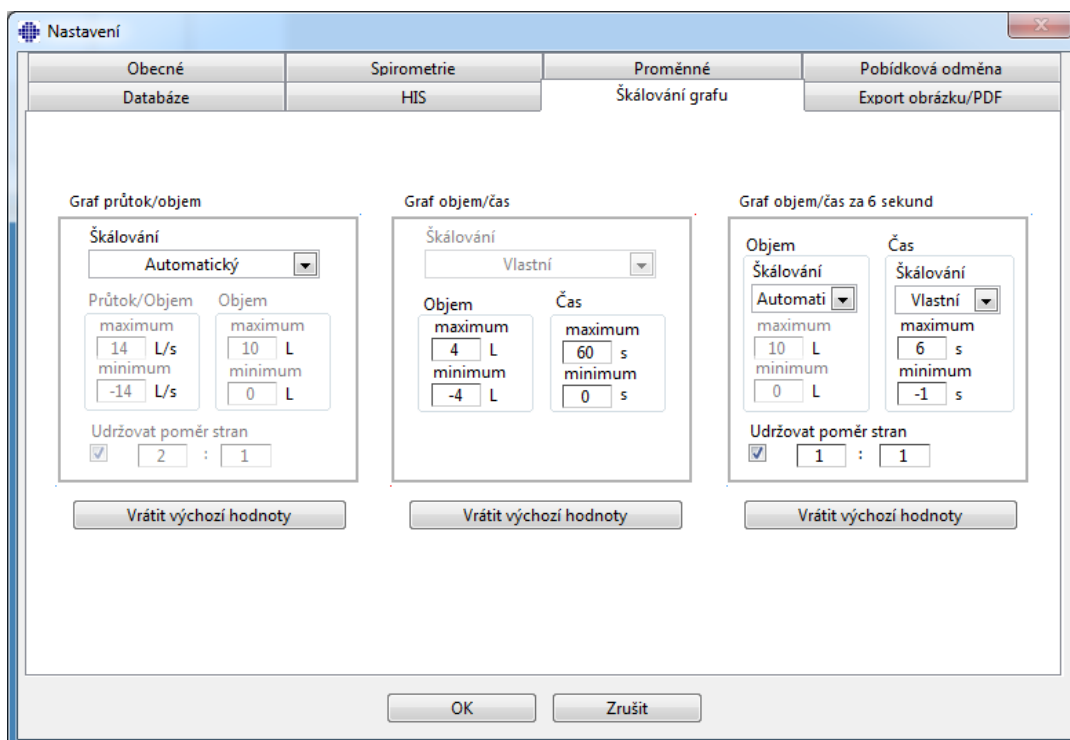 Nastavení
Obecné Spirometrie Proměnné Pobídková odměna
Databáze HIS Škálování grafu Export obrázku/PDF
Graf průtok/objem
Škálování
Automatický
Průtok/Objem Objem
maximum maximum
14 L/s 10 L
minimum minimum
-14 L/s 0 L
Udržovat poměr stran
2 : 1
Vrátit výchozí hodnoty
Graf objem/čas
Škálování
Vlastní
Objem Čas
maximum maximum
4 L 60 s
minimum minimum
-4 L 0 s
Vrátit výchozí hodnoty
Graf objem/čas za 6 sekund
Objem Čas
Škálování Škálování
Automati Vlastní
maximum maximum
10 L 6 s
minimum minimum
0 L -1 s
Udržovat poměr stran
1 : 1
Vrátit výchozí hodnoty
OK Zrušit